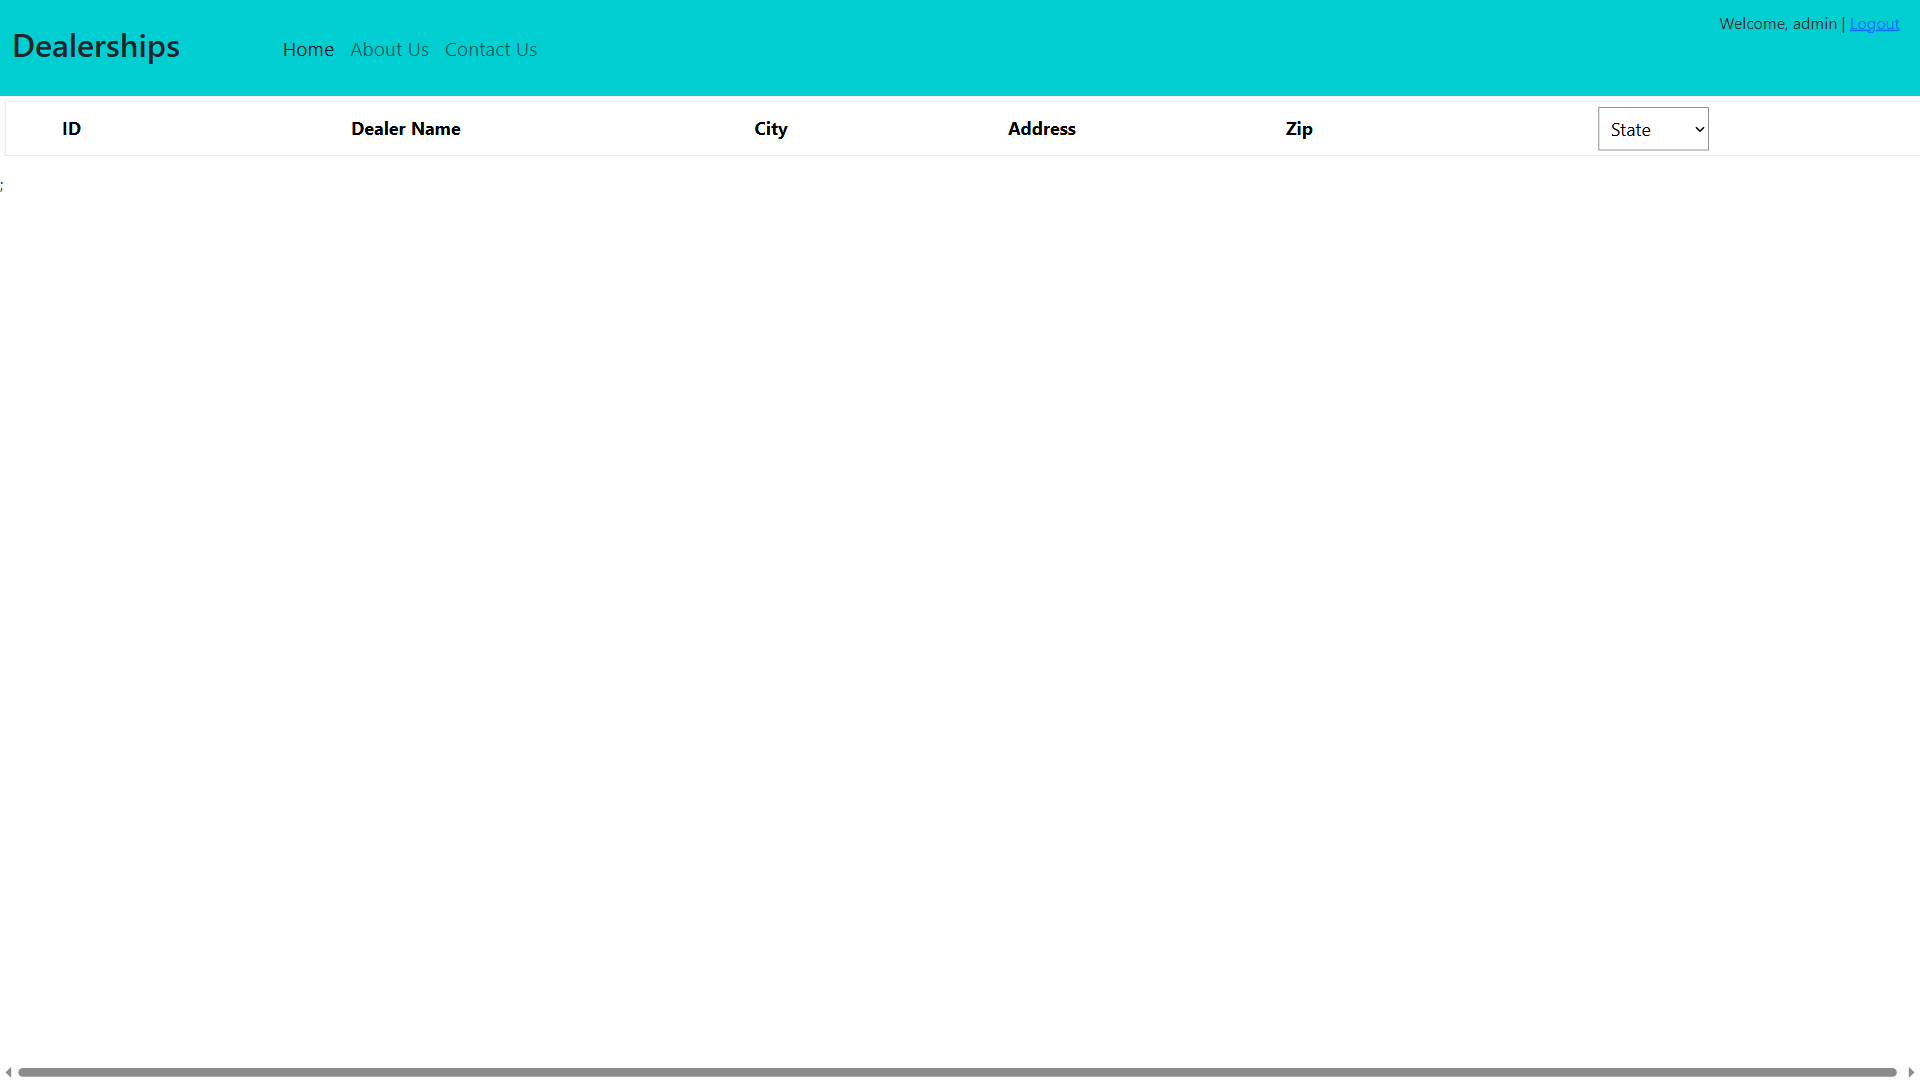 Welcome, admin | Logout
Dealerships Home About Us Contact Us
ID Dealer Name City Address Zip State
;